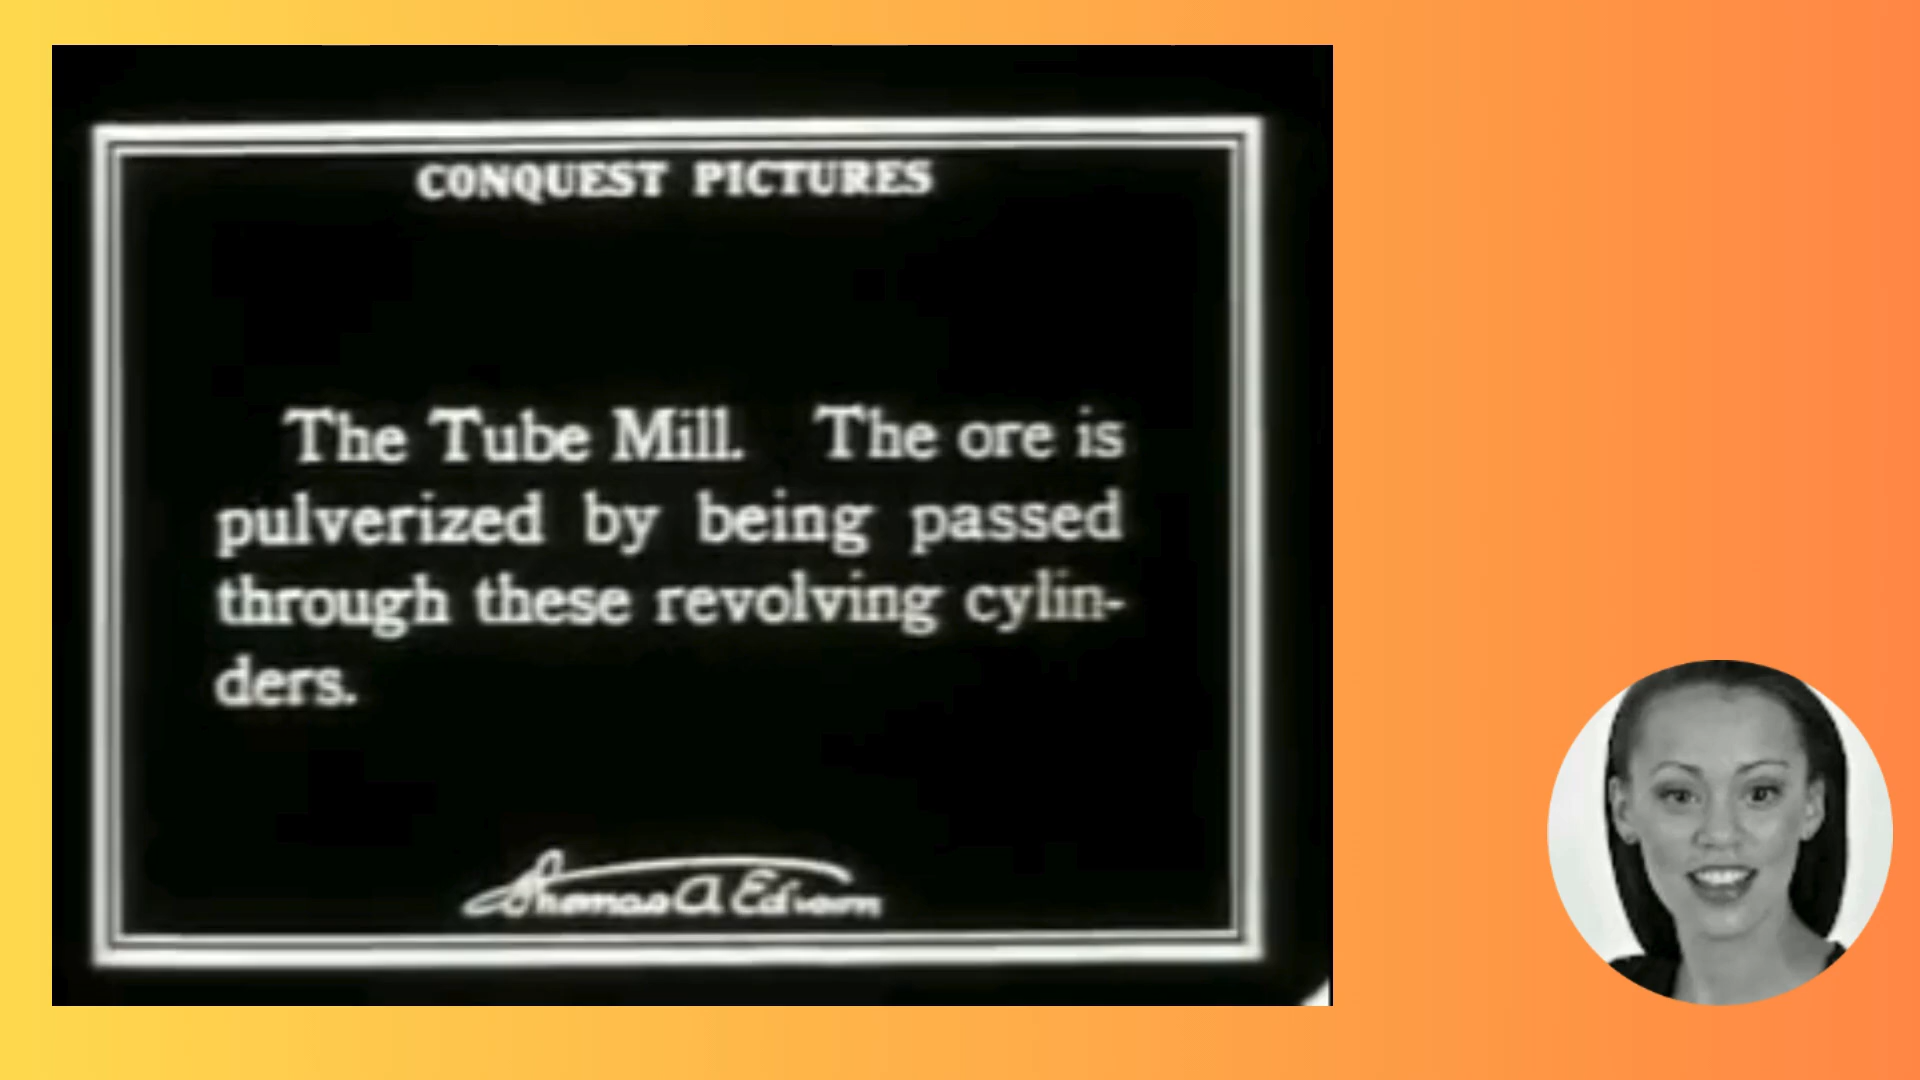 CONQUEST PICTURES
The Tube Mill. The ore is
pulverized by being passed
through these revolving cylin-
ders.
Thomas A Edison